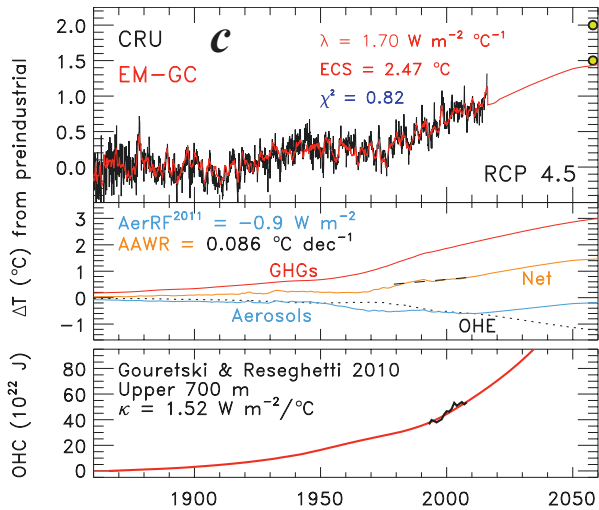 CRU
c
λ = 1.70 W m⁻² °C⁻¹
EM−GC
ECS = 2.47 °C
χ² = 0.82
RCP 4.5
2.0
1.5
1.0
0.5
0.0
ΔT (°C) from preindustrial
AerRF²⁰¹¹ = −0.9 W m⁻²
AAWR = 0.086 °C dec⁻¹
GHGs
Net
Aerosols
OHE
3
2
1
0
−1
Gouretski & Reseghetti 2010
Upper 700 m
κ = 1.52 W m⁻²/°C
OHC (10²² J)
80
60
40
20
0
1900 1950 2000 2050